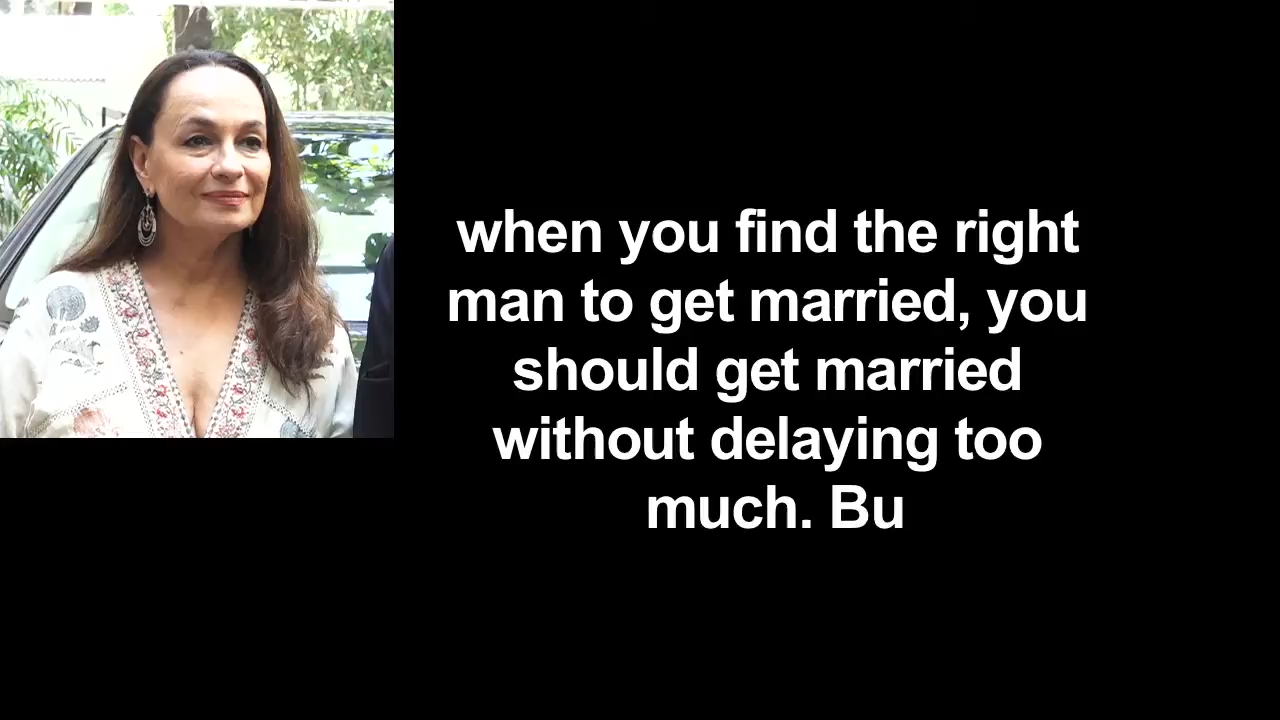 when you find the right
man to get married, you
should get married
without delaying too
much. Bu